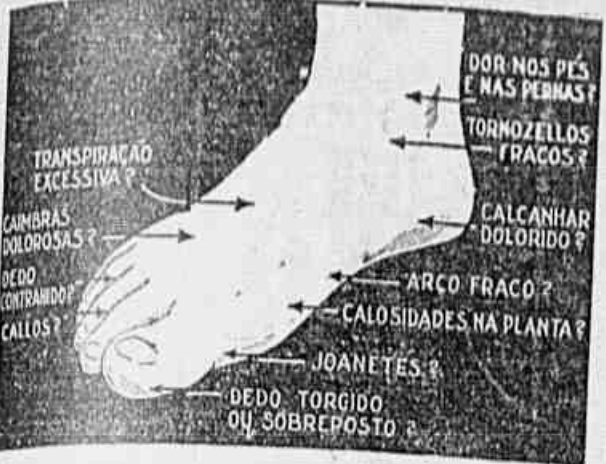 DOR NOS PÉS
E NAS PERNAS?
TORNOZELLOS
FRACOS?
TRANSPIRAÇÃO
EXCESSIVA?
CAIMBRAS
DOLOROSAS?
CALCANHAR
DOLORIDO?
DEDO
CONTRAHIDO?
CALLOS?
ARCO FRACO?
CALOSIDADES NA PLANTA?
JOANETES?
DEDO TORCIDO
OU SOBREPOSTO?